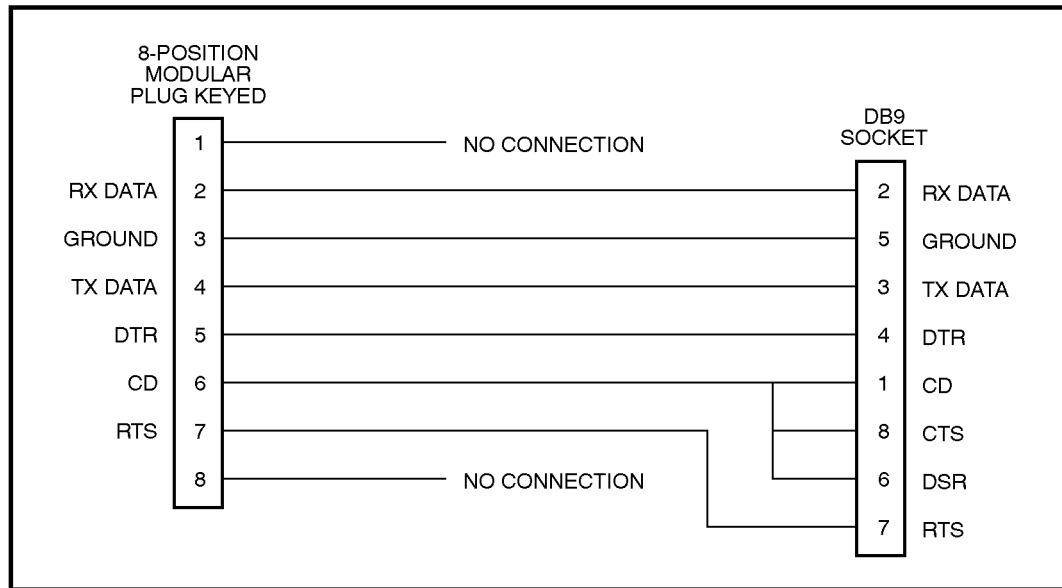 8-POSITION
MODULAR
PLUG KEYED
DB9
SOCKET
1 NO CONNECTION
RX DATA 2 2 RX DATA
GROUND 3 5 GROUND
TX DATA 4 3 TX DATA
DTR 5 4 DTR
CD 6 1 CD
RTS 7 8 CTS
8 NO CONNECTION 6 DSR
7 RTS